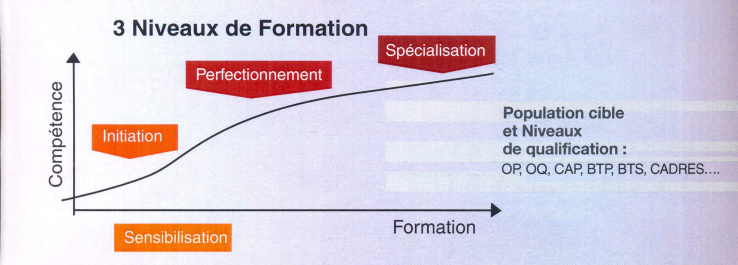 3 Niveaux de Formation
Spécialisation
Perfectionnement
Initiation
Compétence
Population cible
et Niveaux
de qualification :
OP, OQ, CAP, BTP, BTS, CADRES....
Formation
Sensibilisation